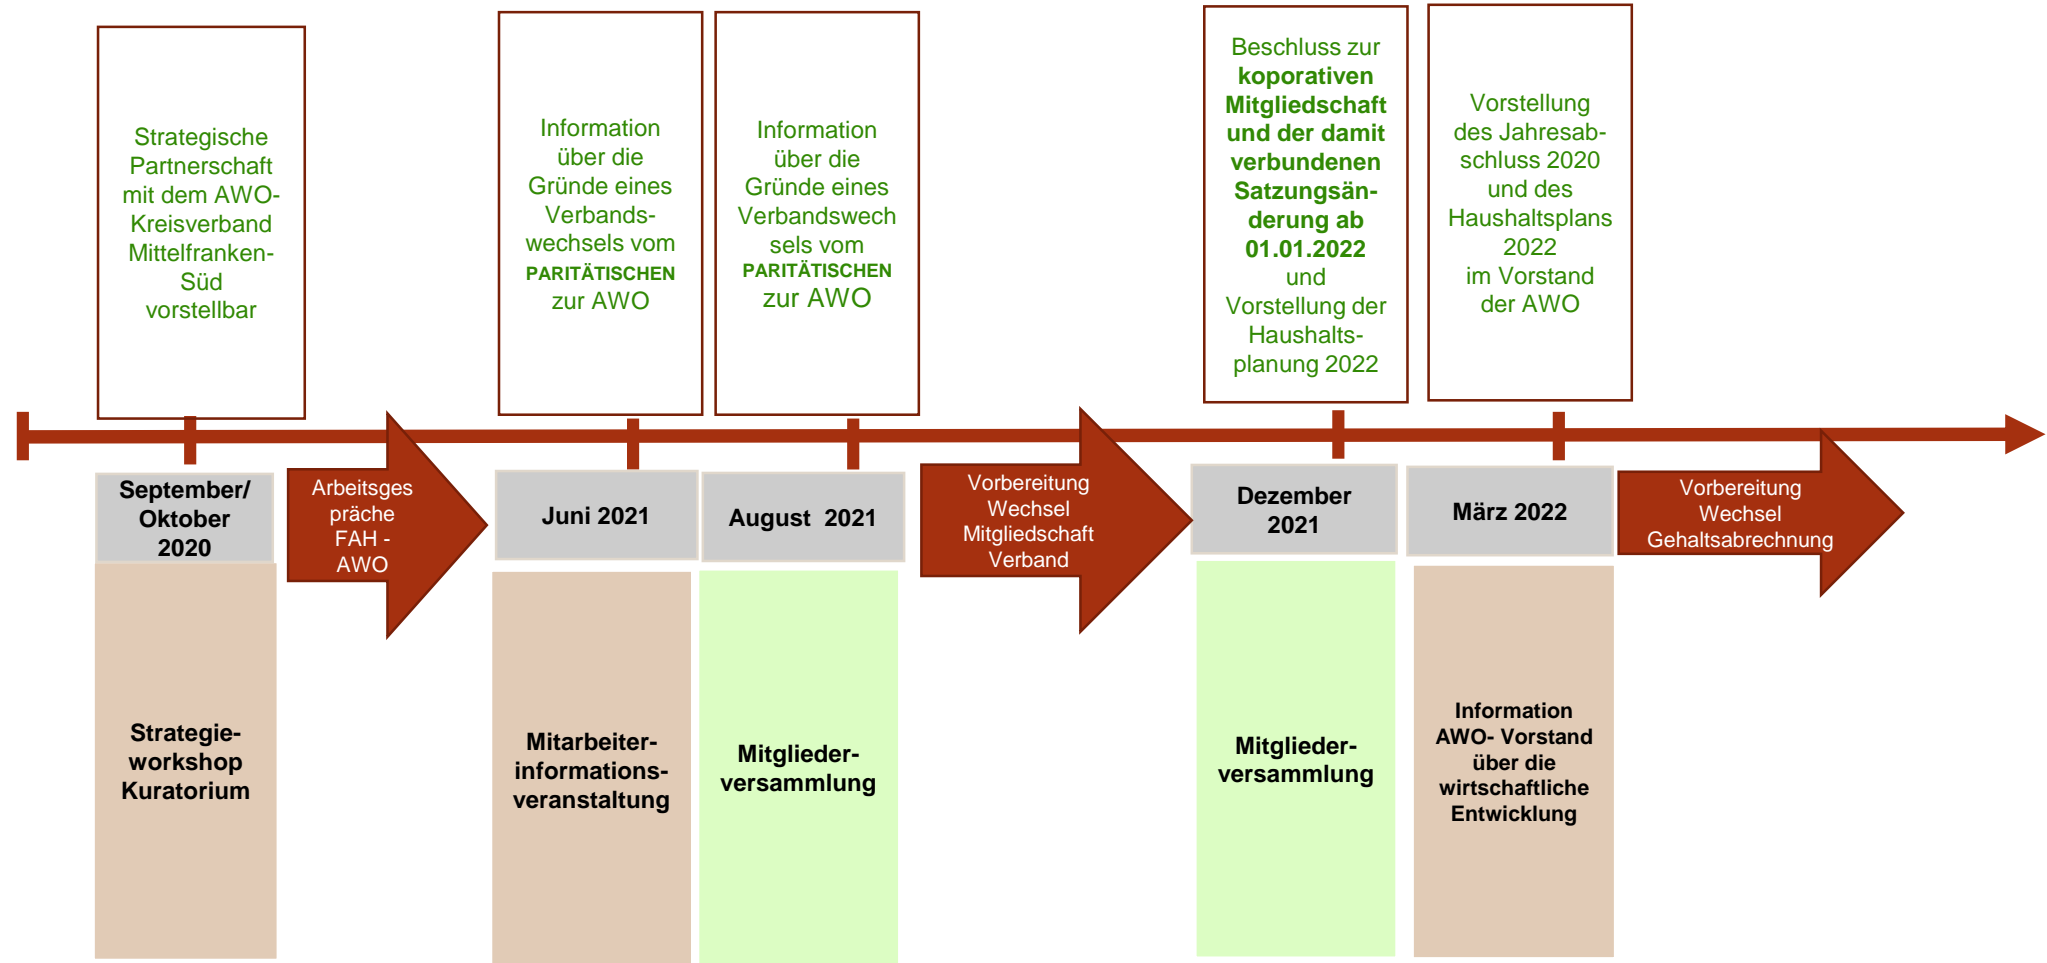 Strategische
Partnerschaft
mit dem AWO-
Kreisverband
Mittelfranken-
Süd
vorstellbar
Information
über die
Gründe eines
Verbands-
wechsels vom
PARITÄTISCHEN
zur AWO
Information
über die
Gründe eines
Verbandswech
sels vom
PARITÄTISCHEN
zur AWO
Beschluss zur
koporativen
Mitgliedschaft
und der damit
verbundenen
Satzungsän-
derung ab
01.01.2022
und
Vorstellung der
Haushalts-
planung 2022
Vorstellung
des Jahresab-
schluss 2020
und des
Haushaltsplans
2022
im Vorstand
der AWO
September/
Oktober
2020
Arbeitsges
präche
FAH -
AWO
Juni 2021
August 2021
Vorbereitung
Wechsel
Mitgliedschaft
Verband
Dezember
2021
März 2022
Vorbereitung
Wechsel
Gehaltsabrechnung
Strategie-
workshop
Kuratorium
Mitarbeiter-
informations-
veranstaltung
Mitglieder-
versammlung
Mitglieder-
versammlung
Information
AWO- Vorstand
über die
wirtschaftliche
Entwicklung